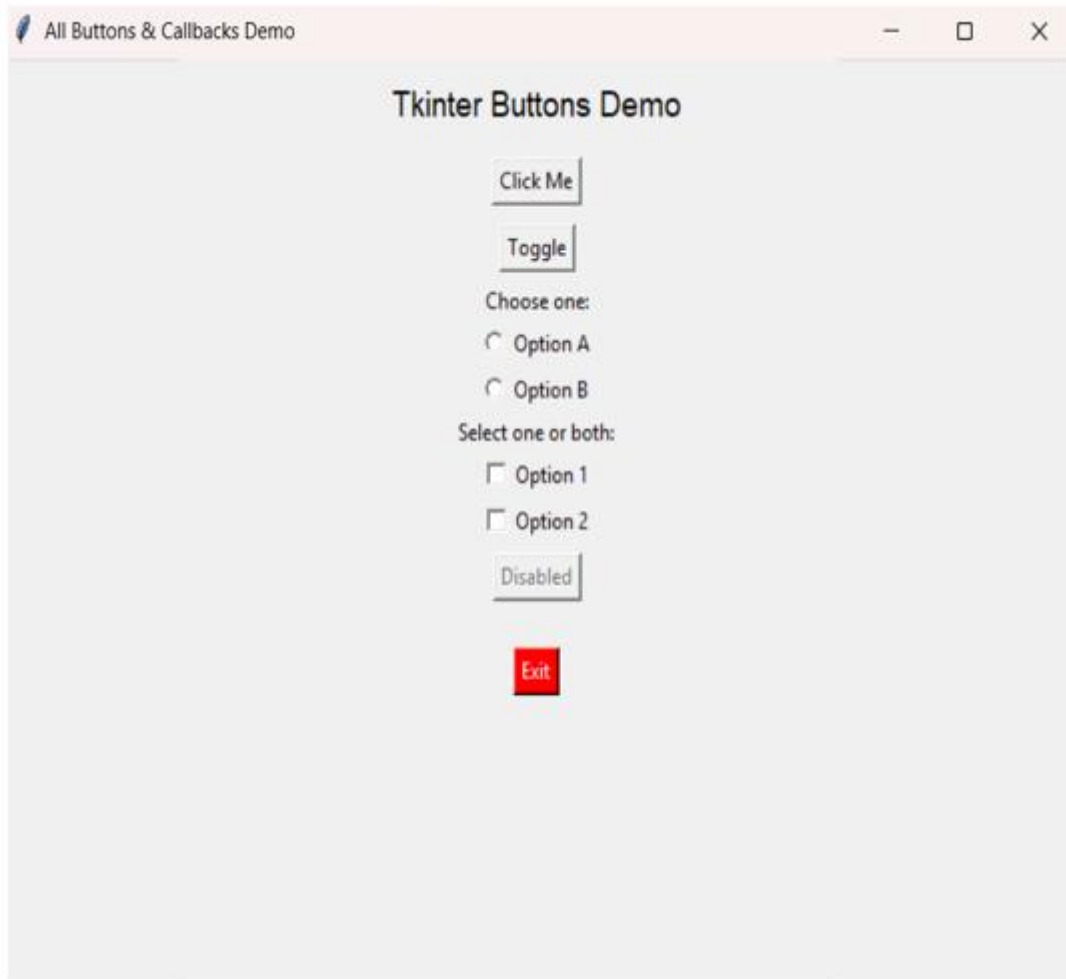 All Buttons & Callbacks Demo
Tkinter Buttons Demo
Click Me
Toggle
Choose one:
Option A
Option B
Select one or both:
Option 1
Option 2
Disabled
Exit